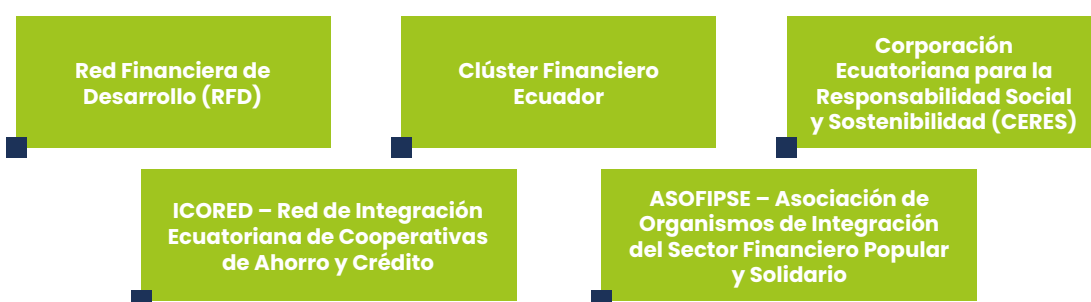 Red Financiera de
Desarrollo (RFD)
Clúster Financiero
Ecuador
Corporación
Ecuatoriana para la
Responsabilidad Social
y Sostenibilidad (CERES)
ICORED – Red de Integración
Ecuatoriana de Cooperativas
de Ahorro y Crédito
ASOFIPSE – Asociación de
Organismos de Integración
del Sector Financiero Popular
y Solidario